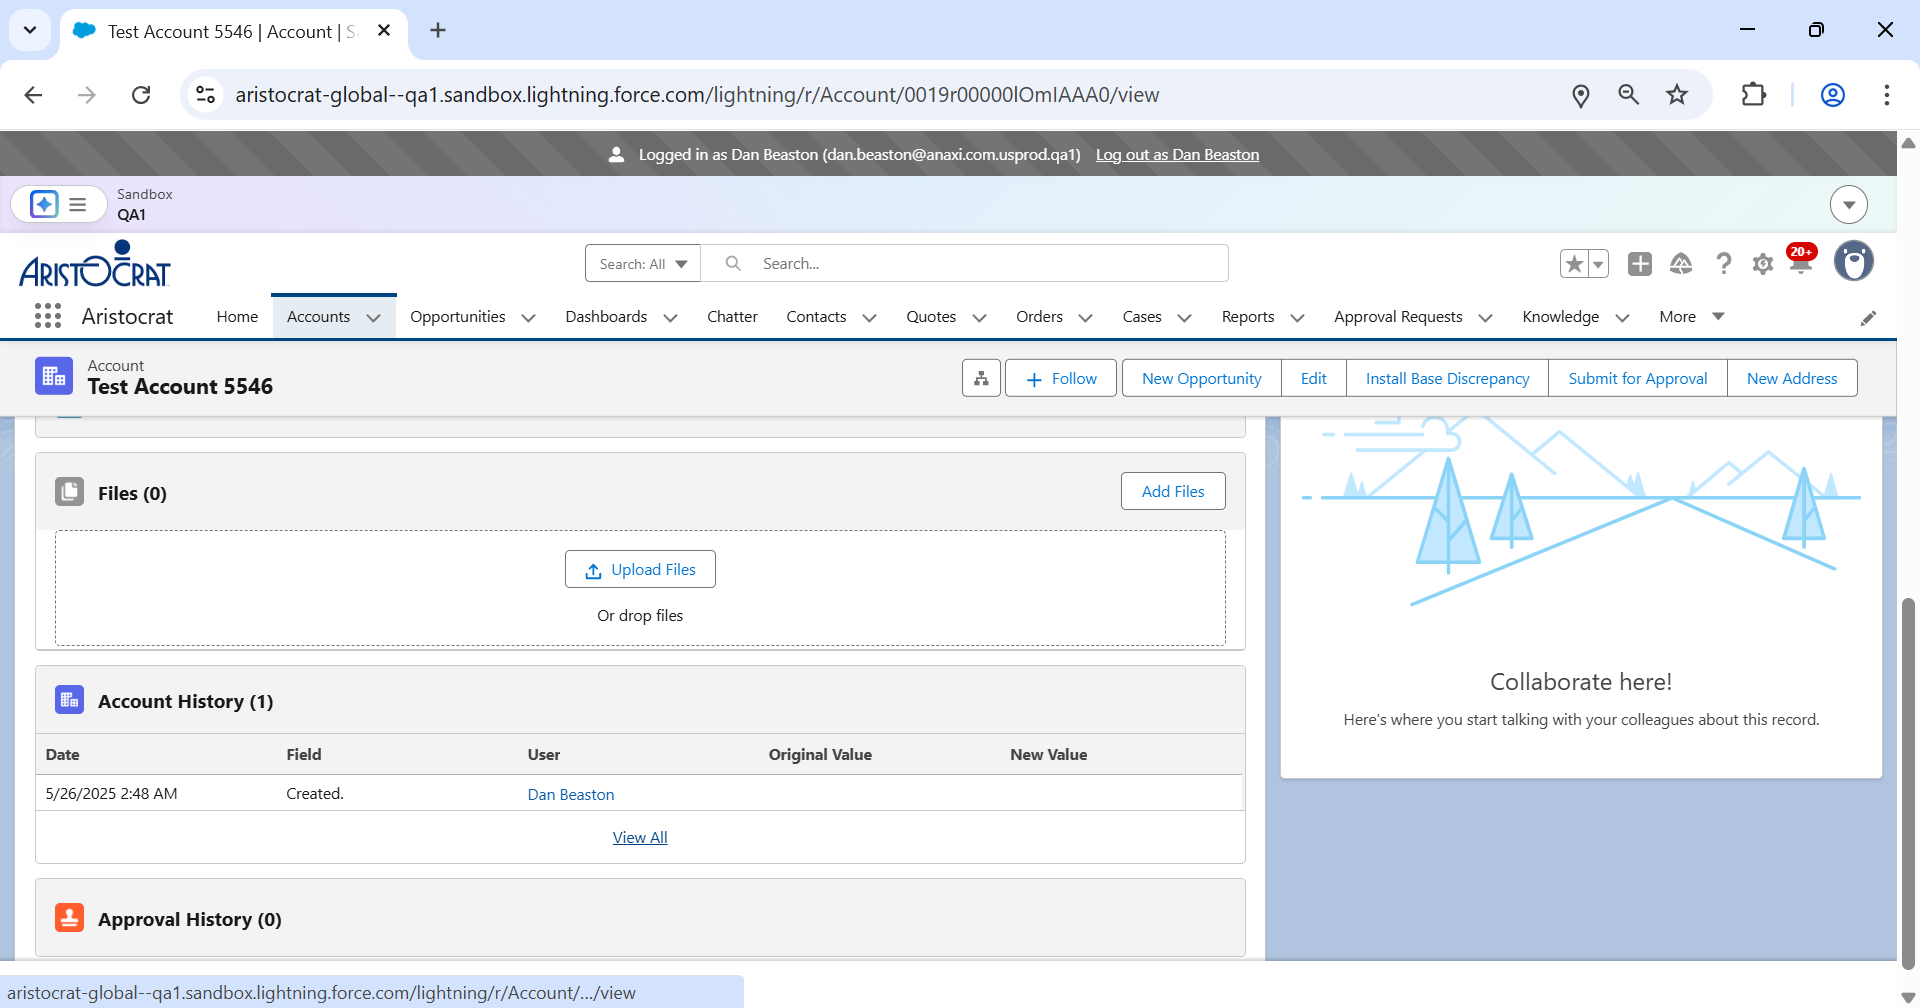 Test Account 5546 | Account | S
aristocrat-global--qa1.sandbox.lightning.force.com/lightning/r/Account/0019r00000lOmIAAA0/view
Logged in as Dan Beaston (dan.beaston@anaxi.com.usprod.qa1) Log out as Dan Beaston
Sandbox
QA1
ARISTOCRAT
Search: All
Search...
20+
Aristocrat Home Accounts Opportunities Dashboards Chatter Contacts Quotes Orders Cases Reports Approval Requests Knowledge More
Account
Test Account 5546
Follow New Opportunity Edit Install Base Discrepancy Submit for Approval New Address
Files (0)
Add Files
Upload Files
Or drop files
Account History (1)
Date Field User Original Value New Value
5/26/2025 2:48 AM Created. Dan Beaston
View All
Approval History (0)
Collaborate here!
Here's where you start talking with your colleagues about this record.
aristocrat-global--qa1.sandbox.lightning.force.com/lightning/r/Account/.../view